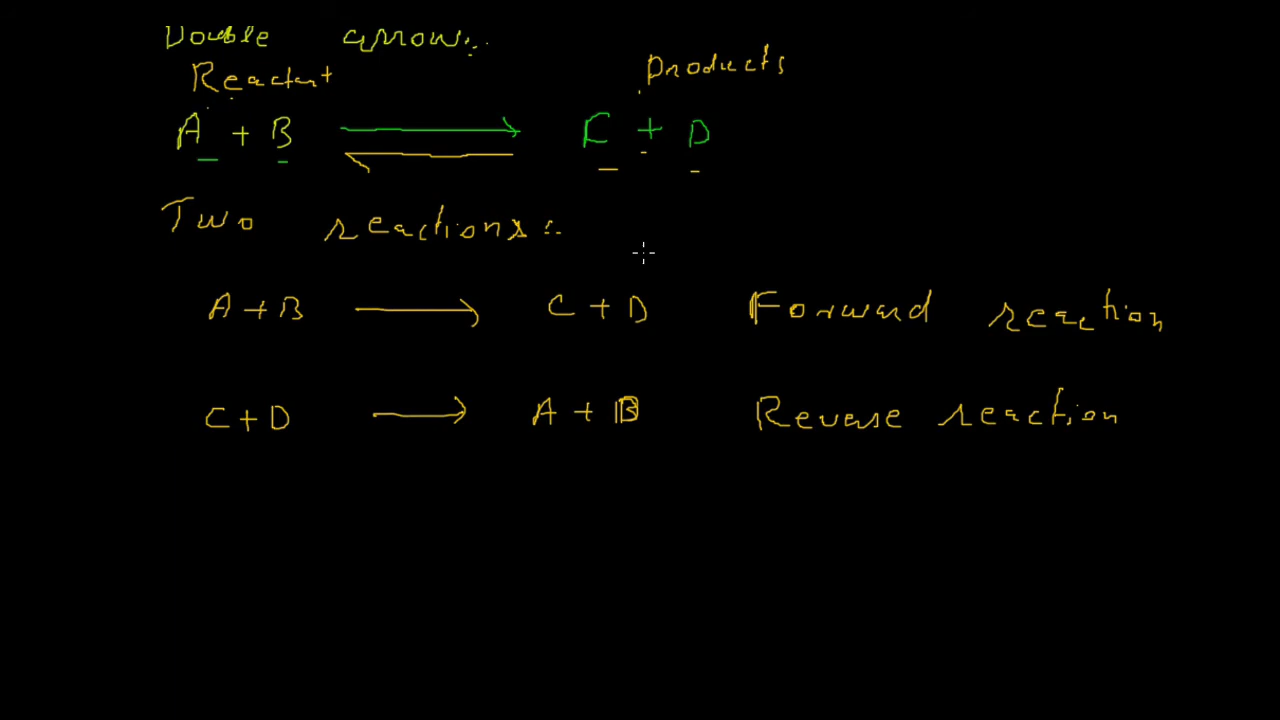 Double arrow:
Reactant products
A + B ⇌ C + D
Two reactions:
A + B → C + D Forward reaction
C + D → A + B Reverse reaction